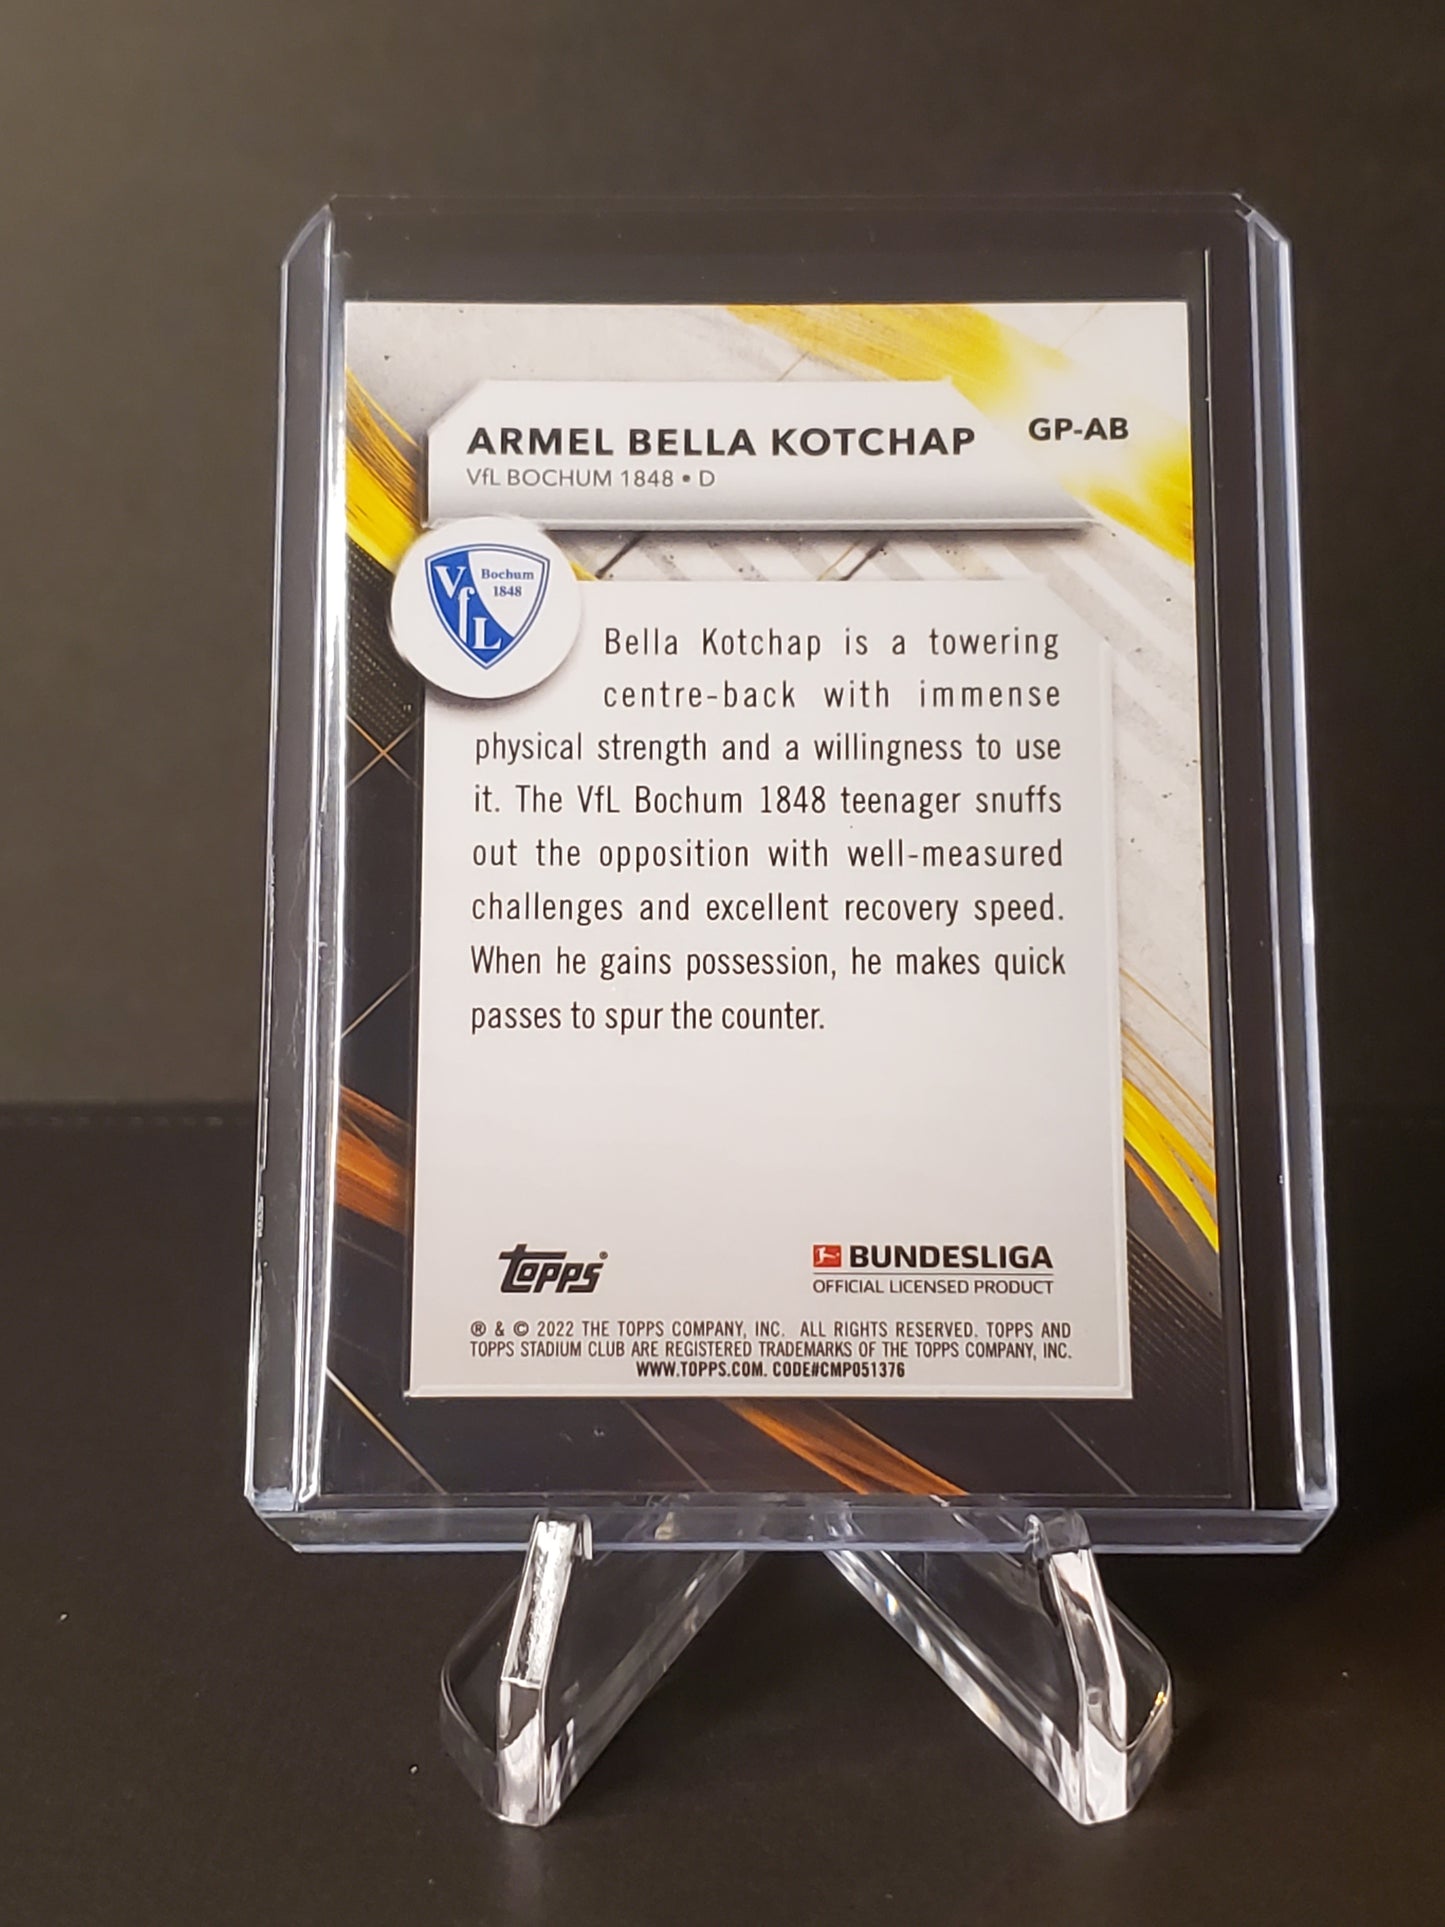 ARMEL BELLA KOTCHAP
GP-AB
VfL BOCHUM 1848 • D
VfL Bochum
1848
Bella Kotchap is a towering
centre-back with immense
physical strength and a willingness to use
it. The VfL Bochum 1848 teenager snuffs
out the opposition with well-measured
challenges and excellent recovery speed.
When he gains possession, he makes quick
passes to spur the counter.
topps®
BUNDESLIGA
OFFICIAL LICENSED PRODUCT
® & © 2022 THE TOPPS COMPANY, INC. ALL RIGHTS RESERVED. TOPPS AND
TOPPS STADIUM CLUB ARE REGISTERED TRADEMARKS OF THE TOPPS COMPANY, INC.
WWW.TOPPS.COM. CODE#CMP051376